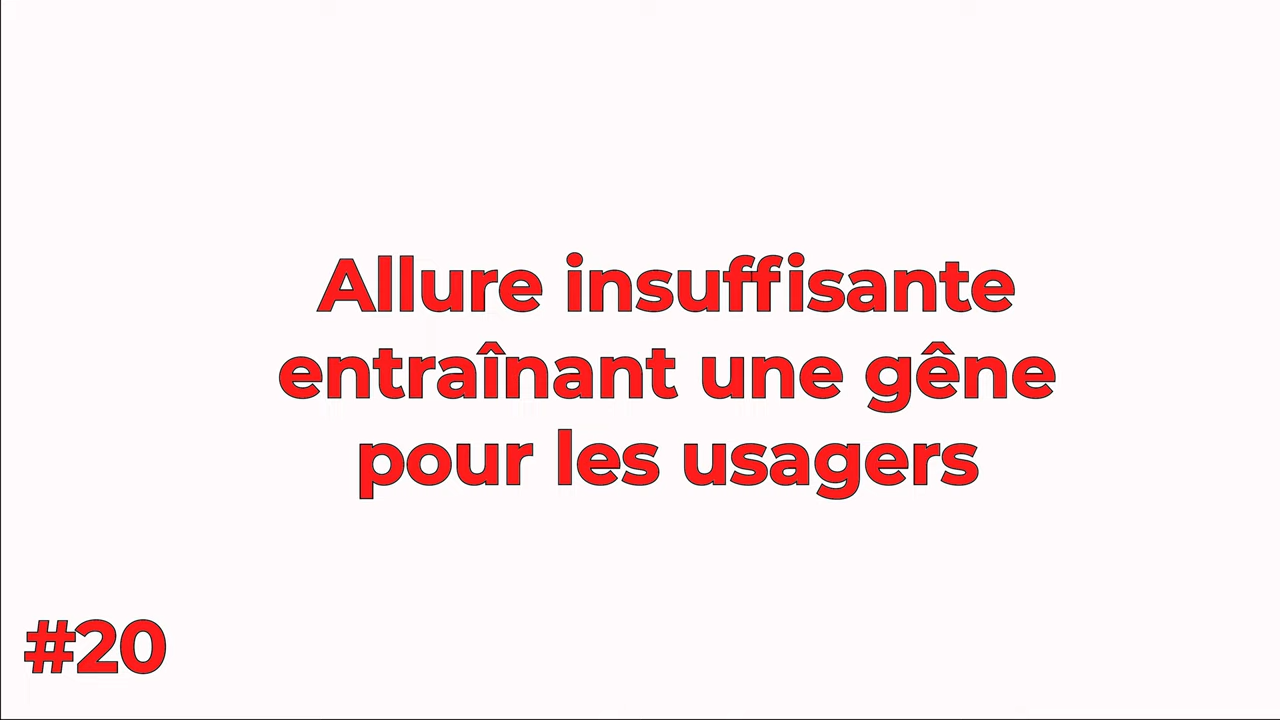 Allure insuffisante
entraînant une gêne
pour les usagers
#20